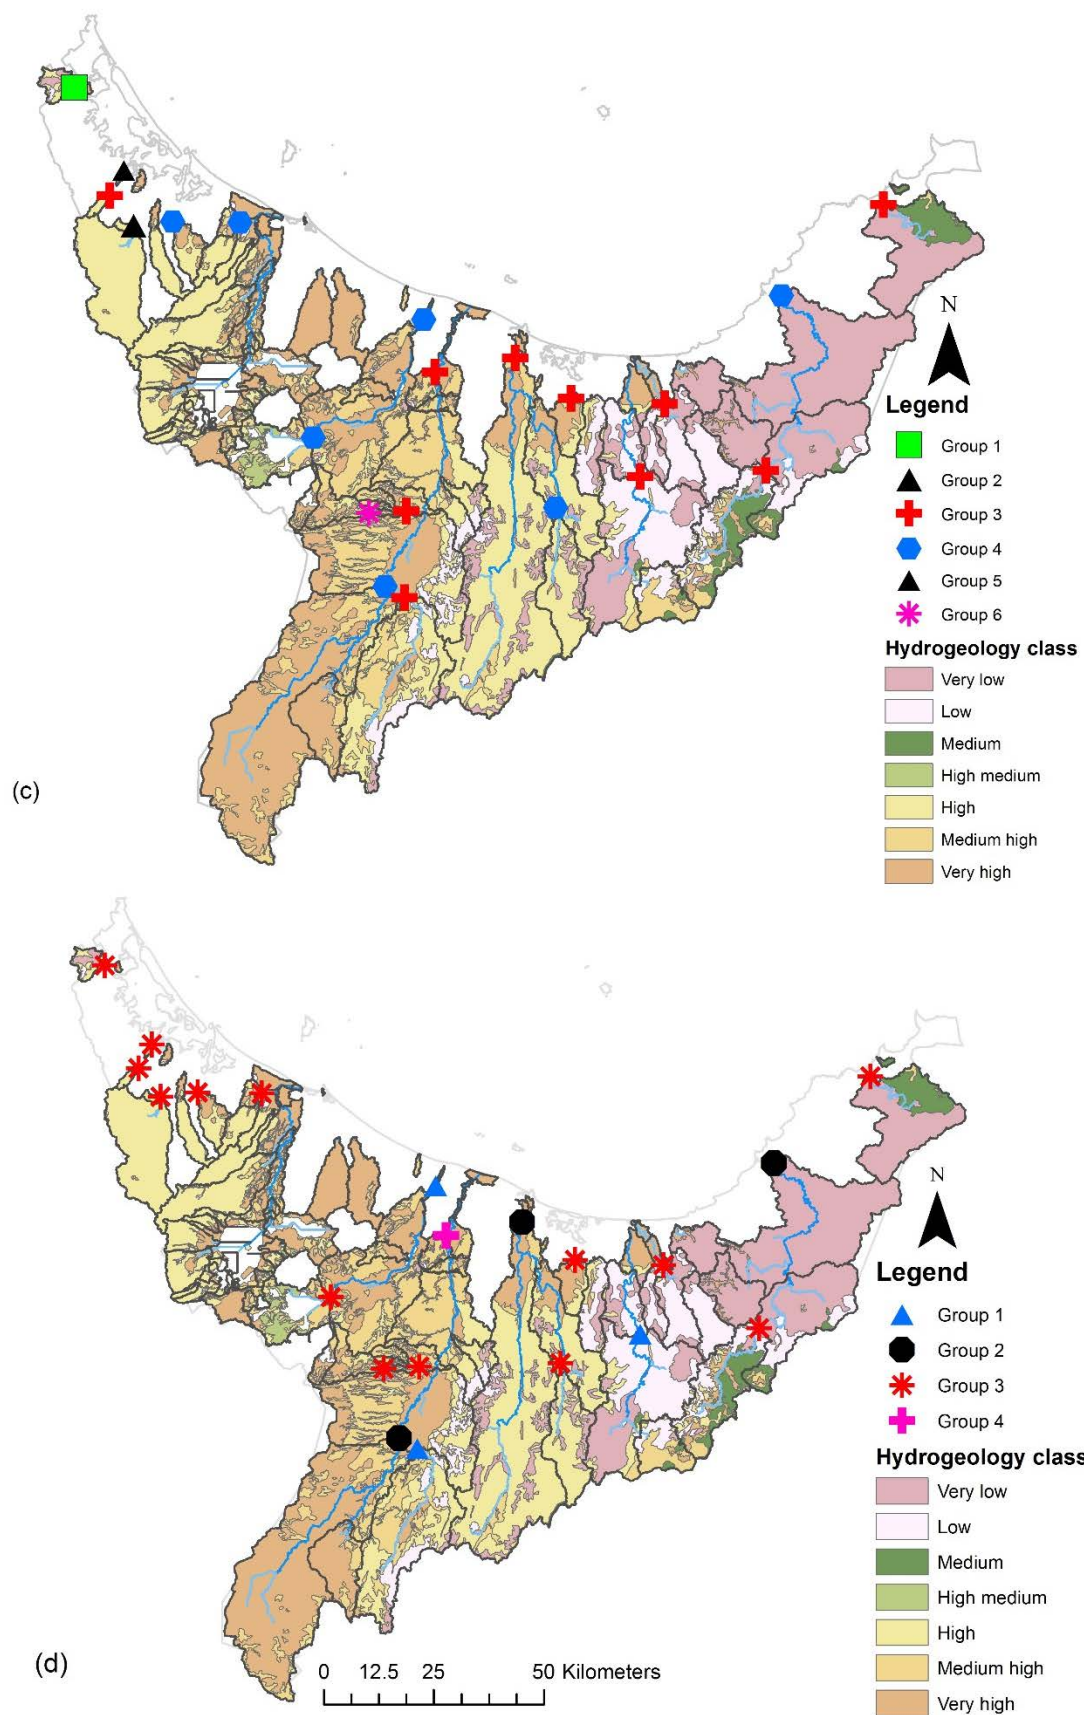 N
Legend
Group 1
Group 2
Group 3
Group 4
Group 5
Group 6
Hydrogeology class
Very low
Low
Medium
High medium
High
Medium high
Very high
(c)
N
Legend
Group 1
Group 2
Group 3
Group 4
Hydrogeology class
Very low
Low
Medium
High medium
High
Medium high
Very high
(d)
0 12.5 25 50 Kilometers